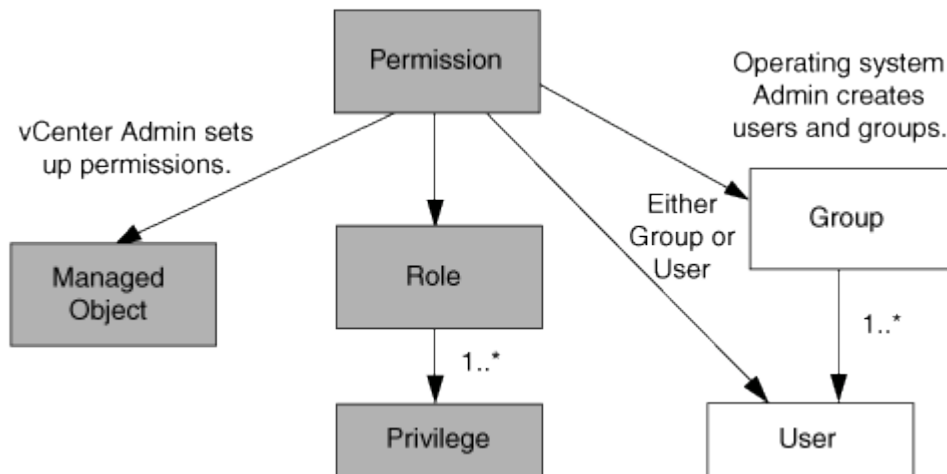 Permission
Operating system
Admin creates
users and groups.
vCenter Admin sets
up permissions.
Either
Group or
User
Group
Managed
Object
Role
1..*
1..*
Privilege
User